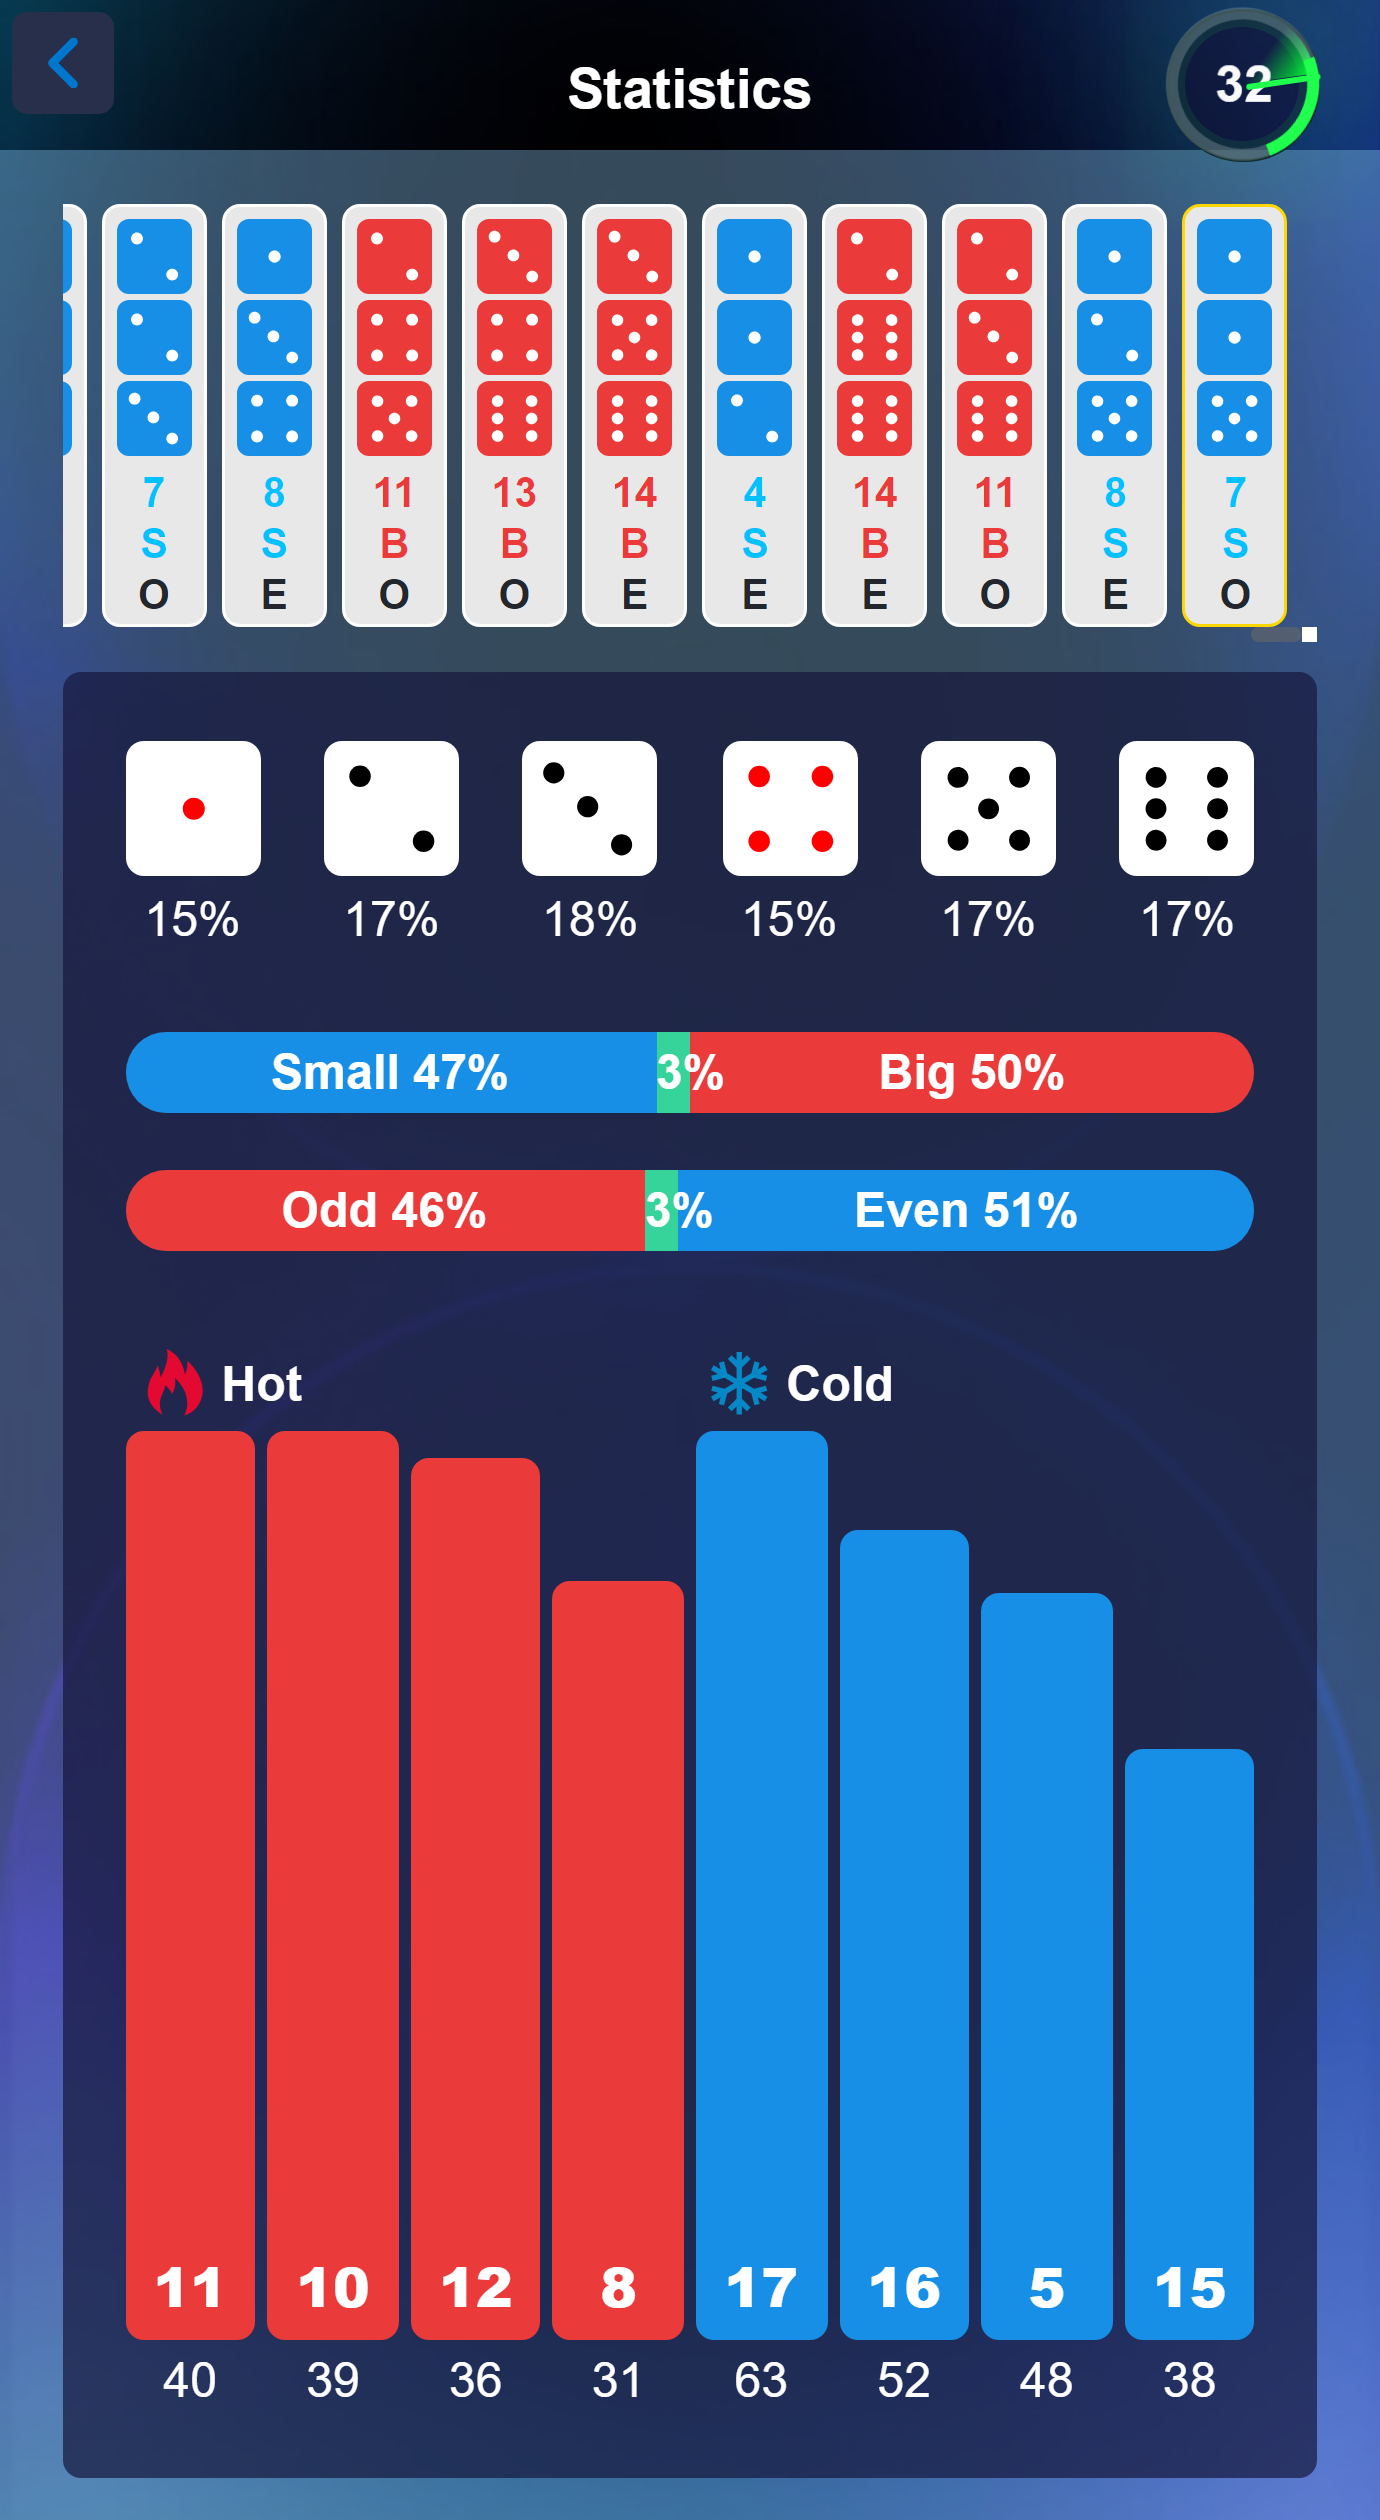 Statistics
32
7 8 11 13 14 4 14 11 8 7
S S B B B S B B S S
O E O O E E E O E O
15% 17% 18% 15% 17% 17%
Small 47% 3% Big 50%
Odd 46% 3% Even 51%
Hot Cold
11 10 12 8 17 16 5 15
40 39 36 31 63 52 48 38